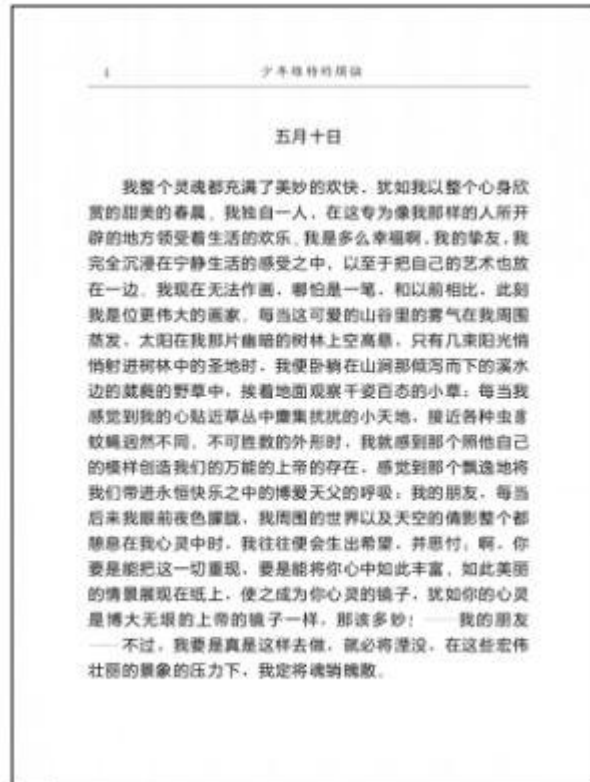 4 少年维特的烦恼
五月十日
我整个灵魂都充满了美妙的欢快，犹如我以整个心身欣
赏的甜美的春晨。我独自一人，在这专为像我那样的人所开
辟的地方领受着生活的欢乐。我是多么幸福啊，我的挚友，我
完全沉浸在宁静生活的感受之中，以至于把自己的艺术也放
在一边。我现在无法作画，哪怕是一笔，和以前相比，此刻
我是位更伟大的画家。每当这可爱的山谷里的雾气在我周围
蒸发，太阳在我那片幽暗的树林上空高悬，只有几束阳光悄
悄射进树林中的圣地时，我便卧躺在山涧那倾泻而下的溪水
边的葳蕤的野草中，挨着地面观察千姿百态的小草；每当我
感觉到我的心贴近草丛中麇集扰扰的小天地，接近各种虫豸
蚊蝇迥然不同、不可胜数的外形时，我就感到那个照他自己
的模样创造我们的万能的上帝的存在，感觉到那个飘逸地将
我们带进永恒快乐之中的博爱天父的呼吸；我的朋友，每当
后来我眼前夜色朦胧，我周围的世界以及天空的倩影整个都
憩息在我心灵中时，我往往便会生出希望，并思忖：啊，你
要是能把这一切重现，要是能将你心中如此丰富、如此美丽
的情景展现在纸上，使之成为你心灵的镜子，犹如你的心灵
是博大无垠的上帝的镜子一样，那该多妙！——我的朋友
——不过，我要是真是这样去做，就必将湮没，在这些宏伟
壮丽的景象的压力下，我定将魂销魄散。